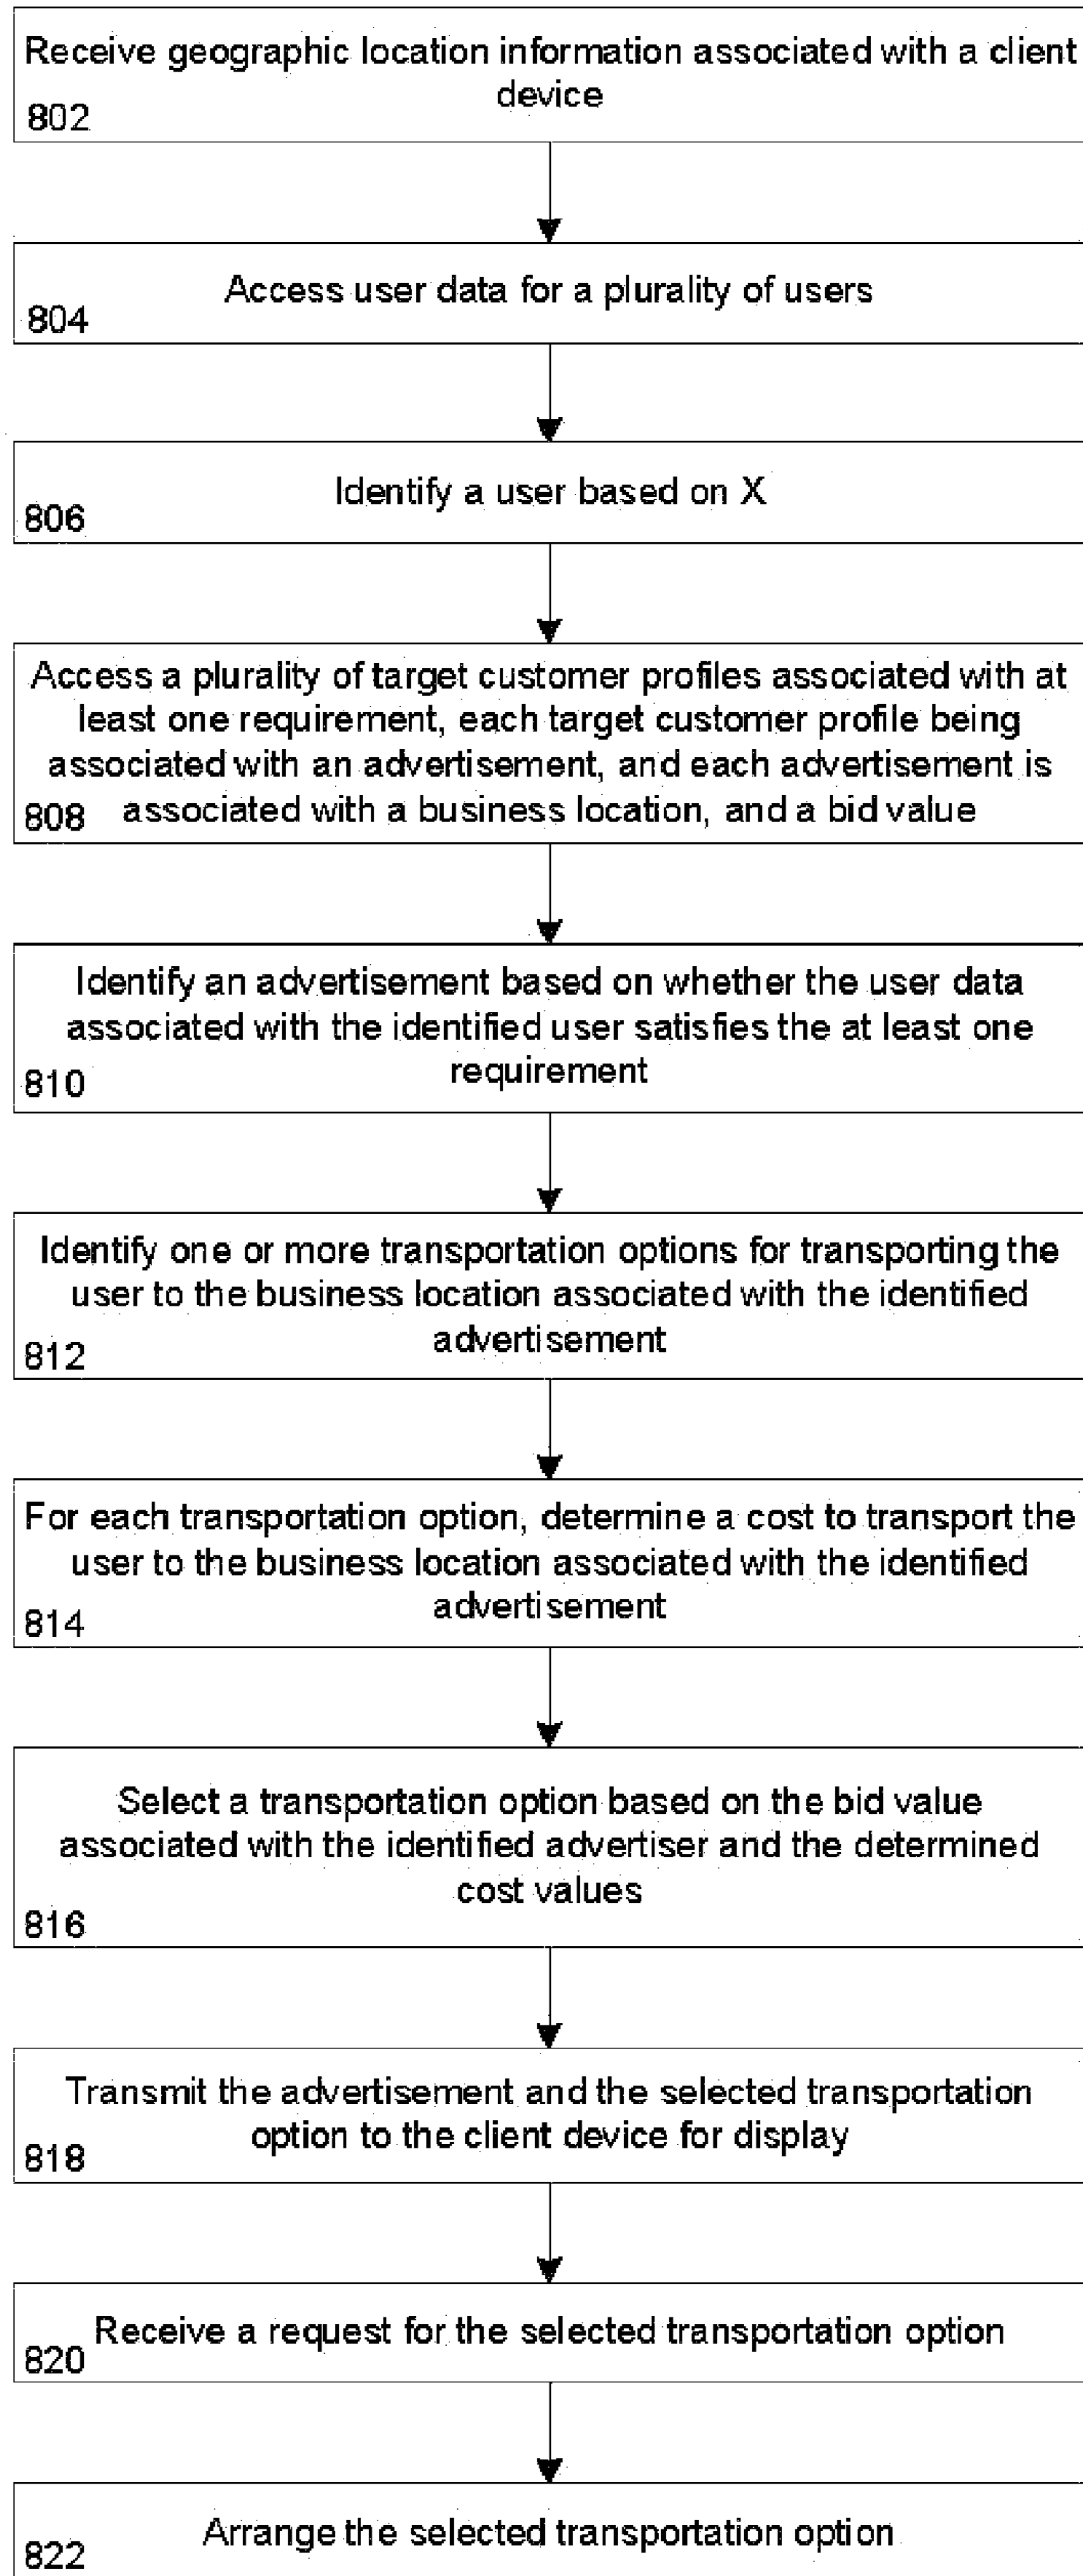 Receive geographic location information associated with a client
device
802
Access user data for a plurality of users
804
Identify a user based on X
806
Access a plurality of target customer profiles associated with at
least one requirement, each target customer profile being
associated with an advertisement, and each advertisement is
808 associated with a business location, and a bid value
Identify an advertisement based on whether the user data
associated with the identified user satisfies the at least one
requirement
810
Identify one or more transportation options for transporting the
user to the business location associated with the identified
advertisement
812
For each transportation option, determine a cost to transport the
user to the business location associated with the identified
advertisement
814
Select a transportation option based on the bid value
associated with the identified advertiser and the determined
cost values
816
Transmit the advertisement and the selected transportation
option to the client device for display
818
Receive a request for the selected transportation option
820
Arrange the selected transportation option
822